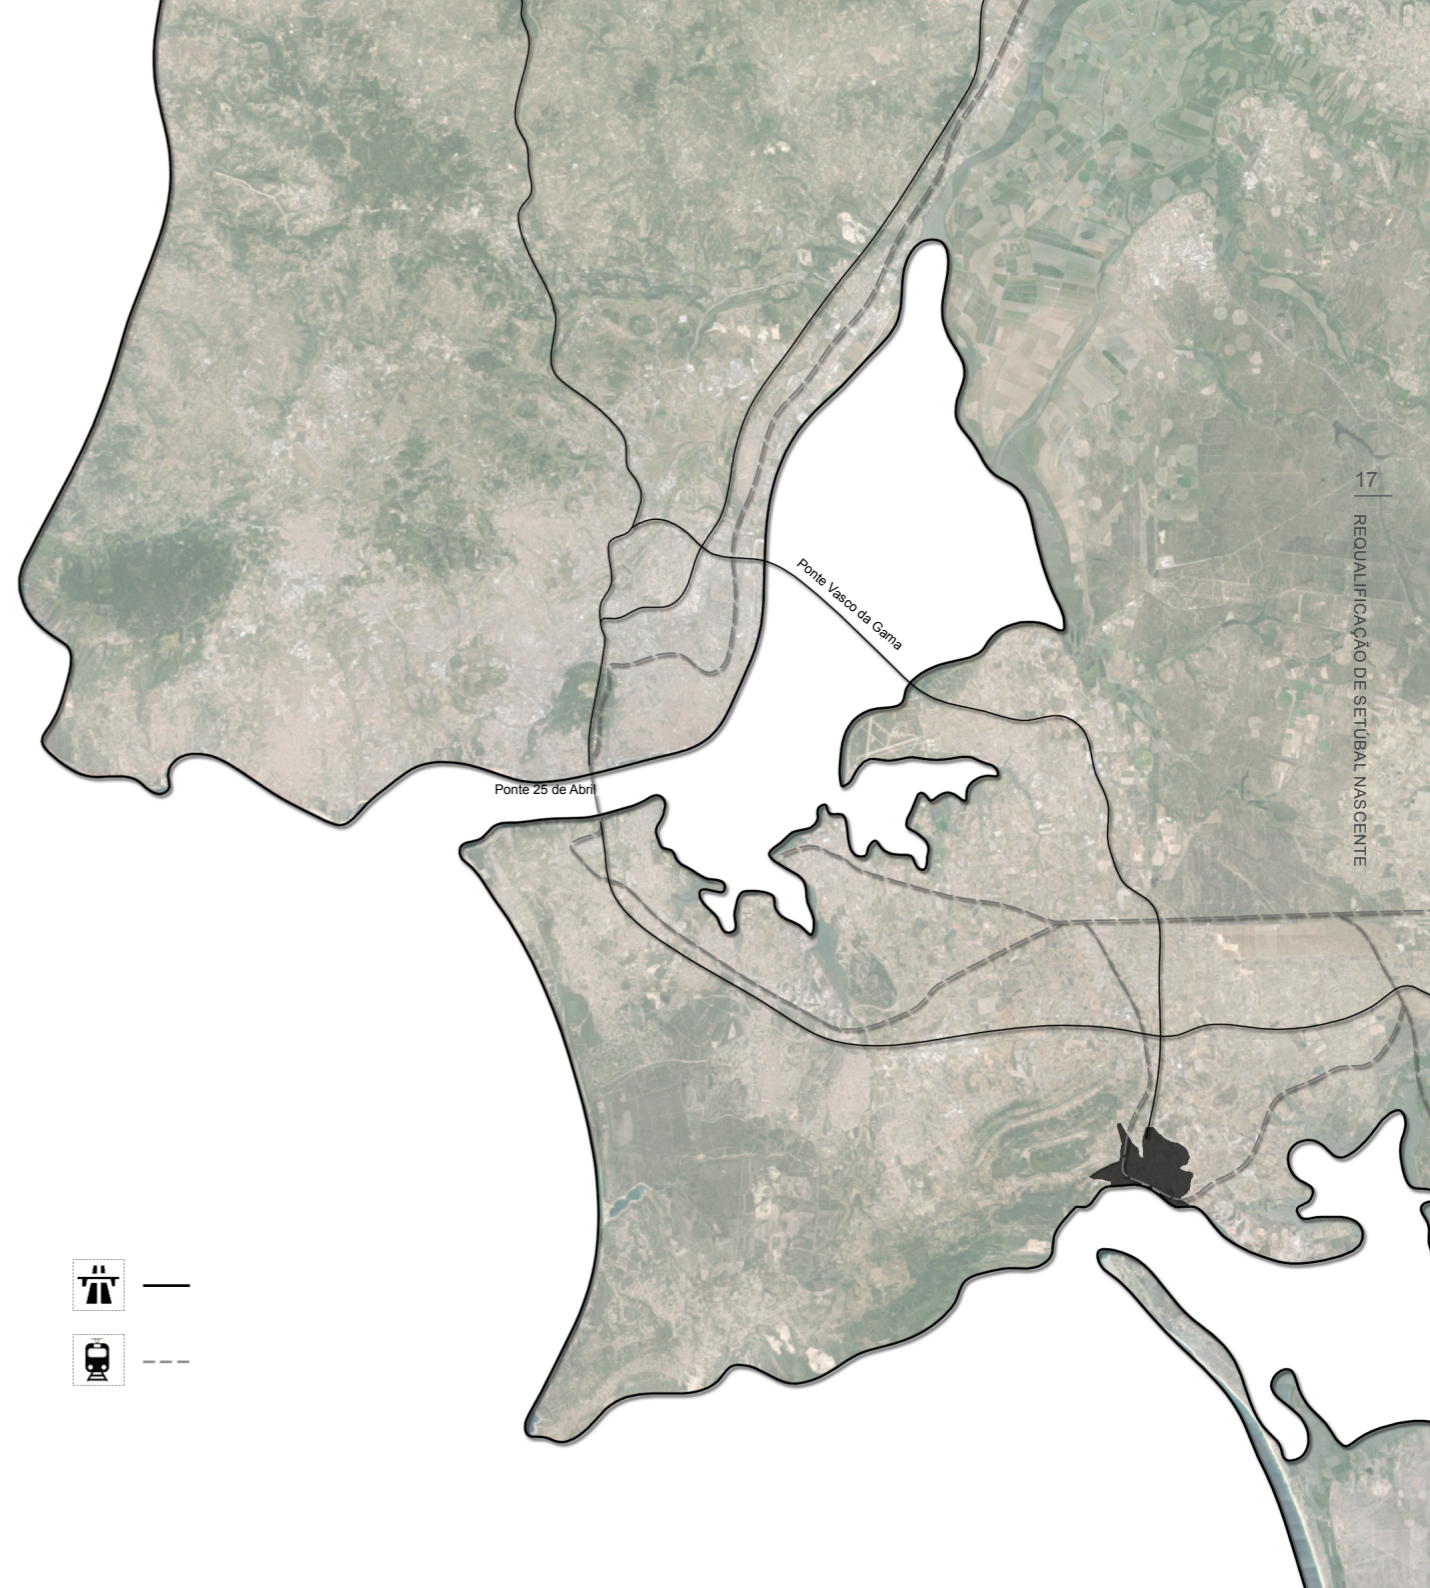 17
REQUALIFICAÇÃO DE SETÚBAL NASCENTE
Ponte Vasco da Gama
Ponte 25 de Abril